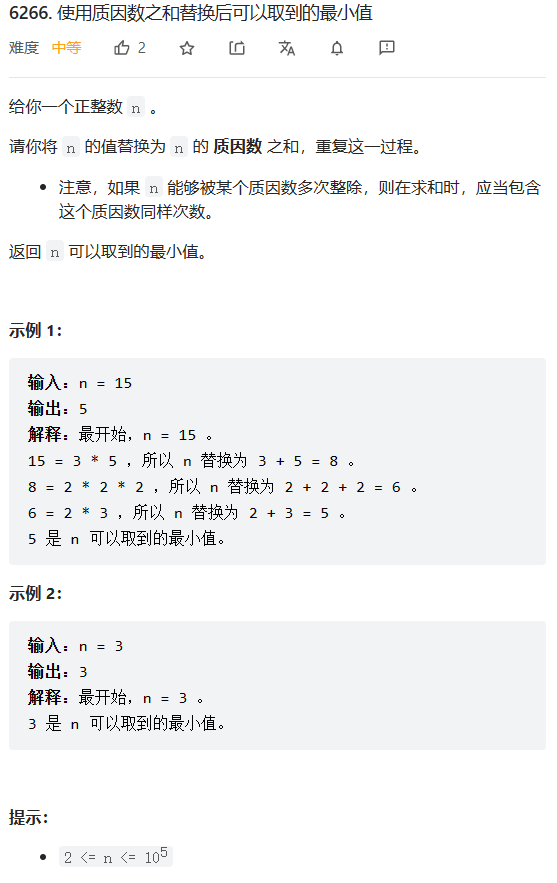 6266. 使用质因数之和替换后可以取到的最小值
难度 中等 2
给你一个正整数 n 。
请你将 n 的值替换为 n 的 质因数 之和，重复这一过程。
• 注意，如果 n 能够被某个质因数多次整除，则在求和时，应当包含
这个质因数同样次数。
返回 n 可以取到的最小值。
示例 1：
输入：n = 15
输出：5
解释：最开始，n = 15 。
15 = 3 * 5 ，所以 n 替换为 3 + 5 = 8 。
8 = 2 * 2 * 2 ，所以 n 替换为 2 + 2 + 2 = 6 。
6 = 2 * 3 ，所以 n 替换为 2 + 3 = 5 。
5 是 n 可以取到的最小值。
示例 2：
输入：n = 3
输出：3
解释：最开始，n = 3 。
3 是 n 可以取到的最小值。
提示：
• 2 <= n <= 10⁵